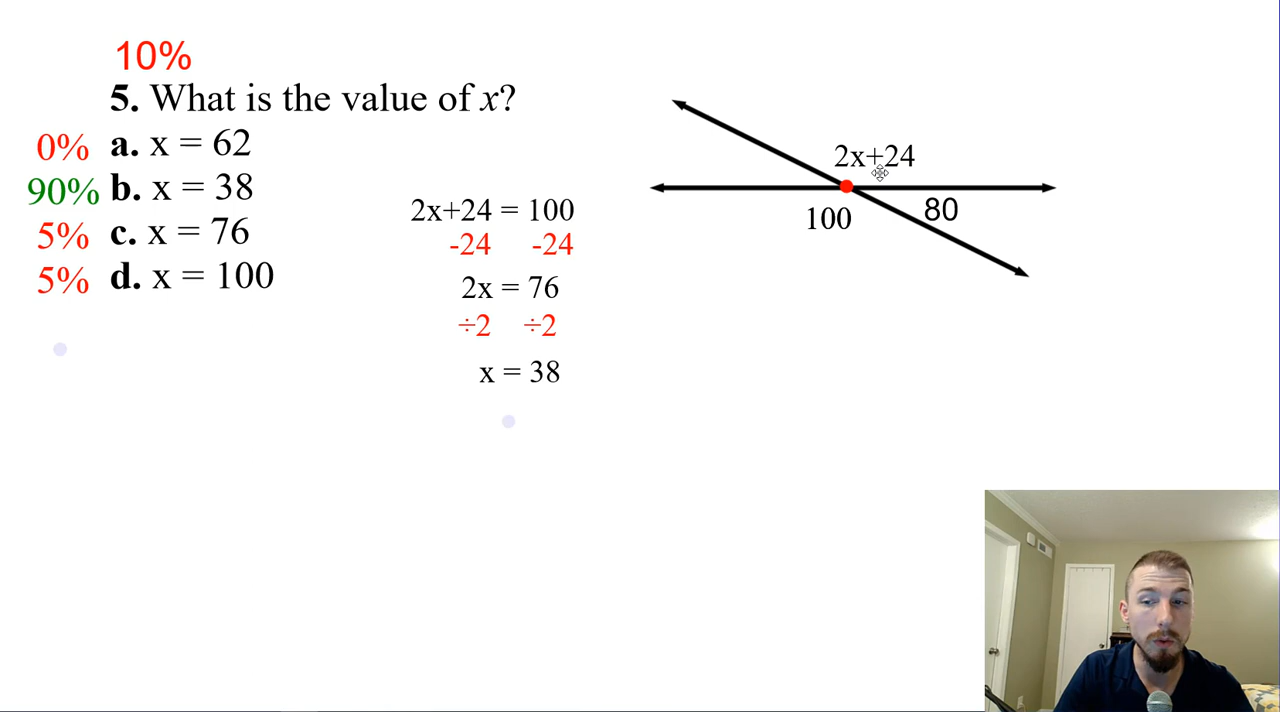 10%
5. What is the value of x?
0% a. x = 62
90% b. x = 38
5% c. x = 76
5% d. x = 100
2x+24 = 100
-24 -24
2x = 76
÷2 ÷2
x = 38
2x+24
100
80